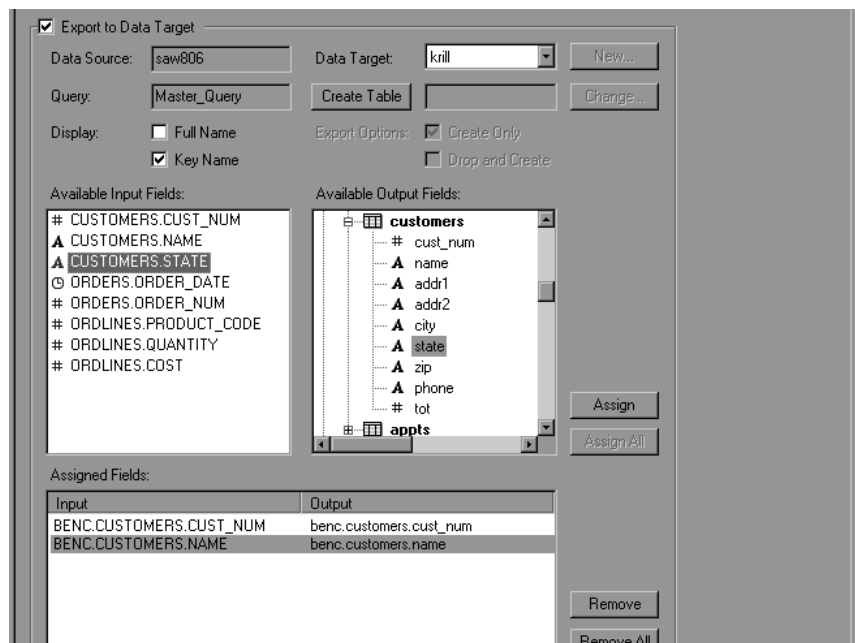 Export to Data Target
Data Source: saw806 Data Target: krill New...
Query: Master_Query Create Table Change...
Display: Full Name Export Options: Create Only
Key Name Drop and Create
Available Input Fields: Available Output Fields:
# CUSTOMERS.CUST_NUM
A CUSTOMERS.NAME
A CUSTOMERS.STATE
ORDERS.ORDER_DATE
# ORDERS.ORDER_NUM
# ORDLINES.PRODUCT_CODE
# ORDLINES.QUANTITY
# ORDLINES.COST
customers
# cust_num
A name
A addr1
A addr2
A city
A state
A zip
A phone
# tot
appts
Assign
Assign All
Assigned Fields:
Input Output
BENC.CUSTOMERS.CUST_NUM benc.customers.cust_num
BENC.CUSTOMERS.NAME benc.customers.name
Remove
Remove All